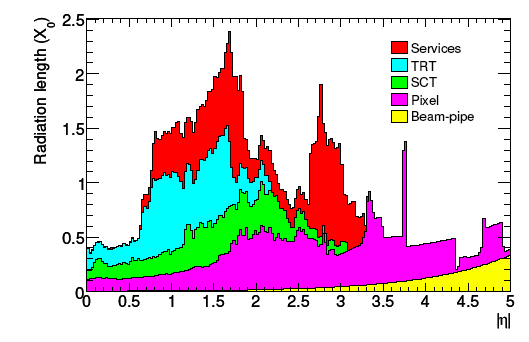 Radiation length (X0)
2.5
2
1.5
1
0.5
0
Services
TRT
SCT
Pixel
Beam-pipe
0 0.5 1 1.5 2 2.5 3 3.5 4 4.5 5
|η|